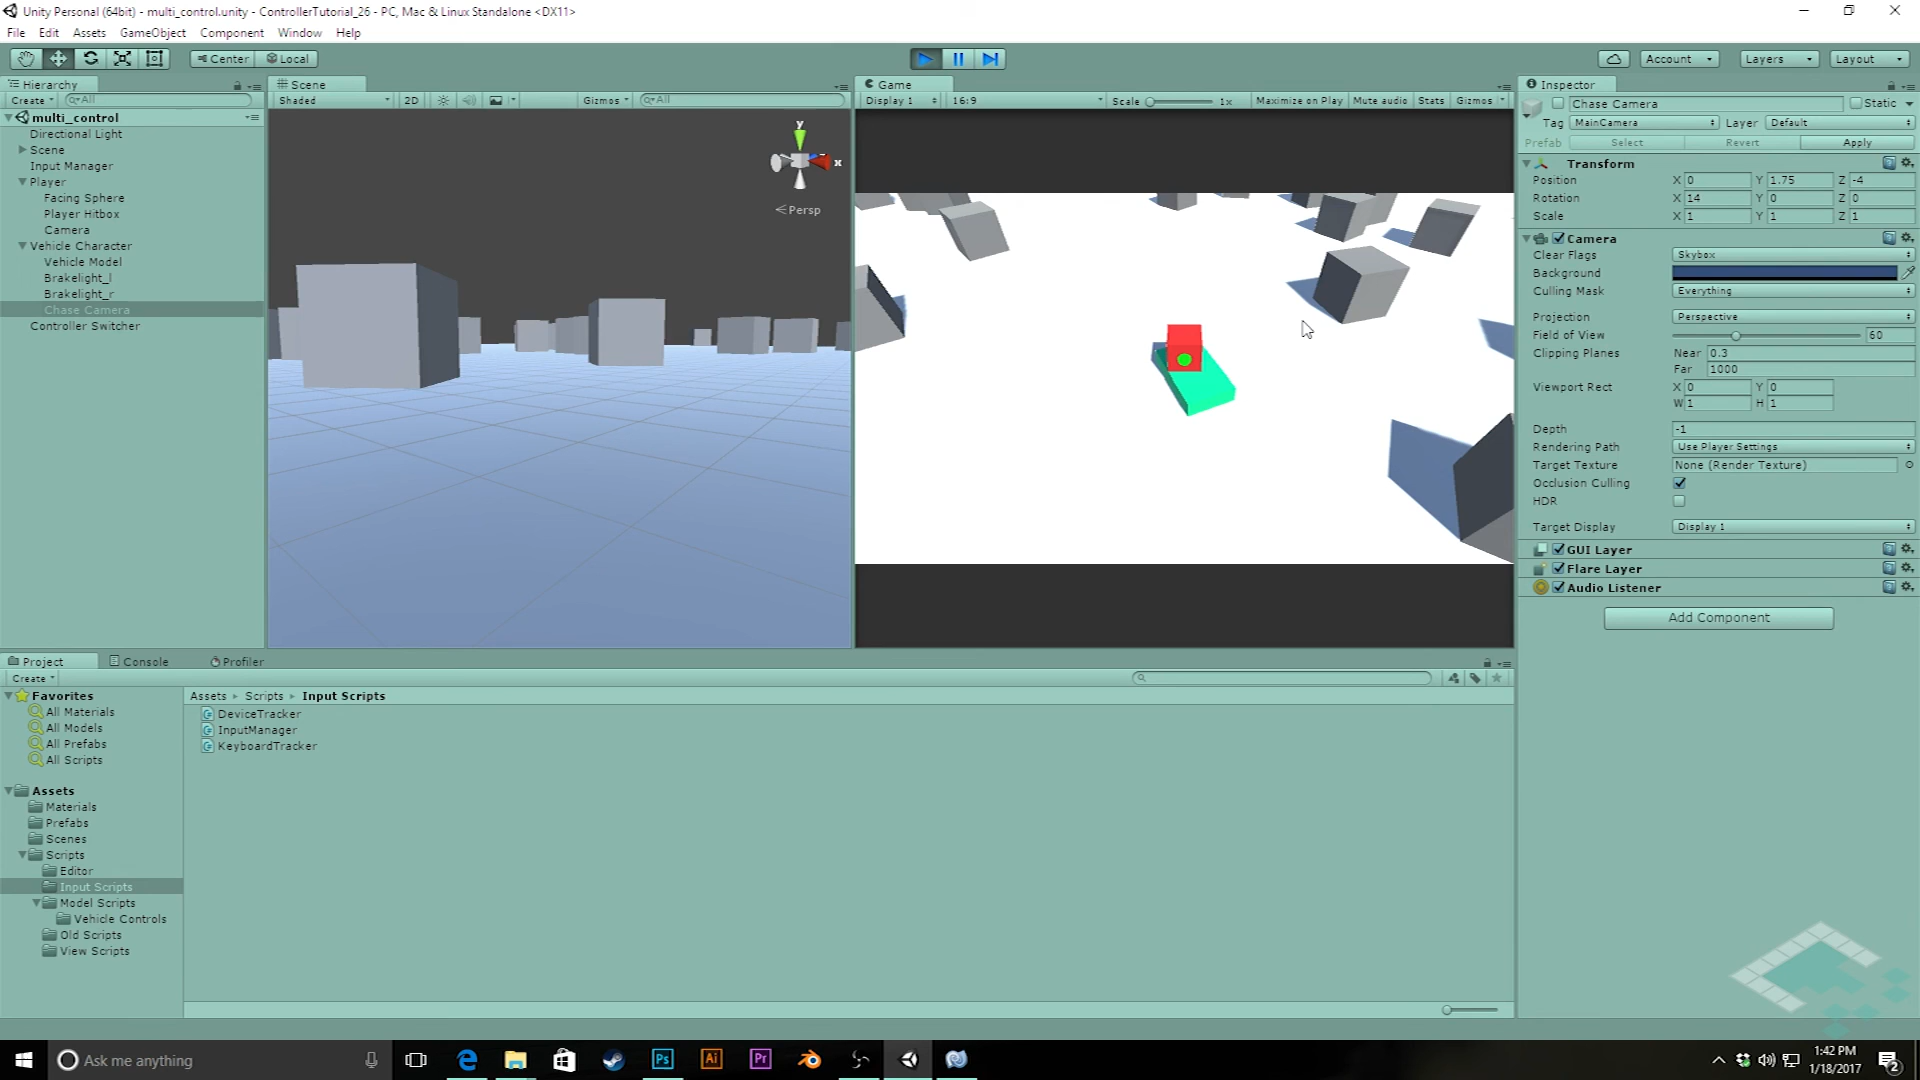 Unity Personal (64bit) - multi_control.unity - ControllerTutorial_26 - PC, Mac & Linux Standalone <DX11>
File Edit Assets GameObject Component Window Help
Center Local Account Layers Layout
Hierarchy
Create All
multi_control
Directional Light
Scene
Input Manager
Player
Facing Sphere
Player Hitbox
Camera
Vehicle Character
Vehicle Model
Brakelight_l
Brakelight_r
Chase Camera
Controller Switcher
Scene
Shaded 2D Gizmos All
y
x
Persp
Game
Display 1 16:9 Scale 1x Maximize on Play Mute audio Stats Gizmos
Inspector
Chase Camera Static
Tag MainCamera Layer Default
Prefab Select Revert Apply
Transform
Position X 0 Y 1.75 Z -4
Rotation X 14 Y 0 Z 0
Scale X 1 Y 1 Z 1
Camera
Clear Flags Skybox
Background
Culling Mask Everything
Projection Perspective
Field of View 60
Clipping Planes Near 0.3
Far 1000
Viewport Rect X 0 Y 0
W 1 H 1
Depth -1
Rendering Path Use Player Settings
Target Texture None (Render Texture)
Occlusion Culling
HDR
Target Display Display 1
GUI Layer
Flare Layer
Audio Listener
Add Component
Project Console Profiler
Create
Favorites
All Materials
All Models
All Prefabs
All Scripts
Assets
Materials
Prefabs
Scenes
Scripts
Editor
Input Scripts
Model Scripts
Vehicle Controls
Old Scripts
View Scripts
Assets Scripts Input Scripts
DeviceTracker
InputManager
KeyboardTracker
Ask me anything
Ps Ai Pr
1:42 PM
1/18/2017
2